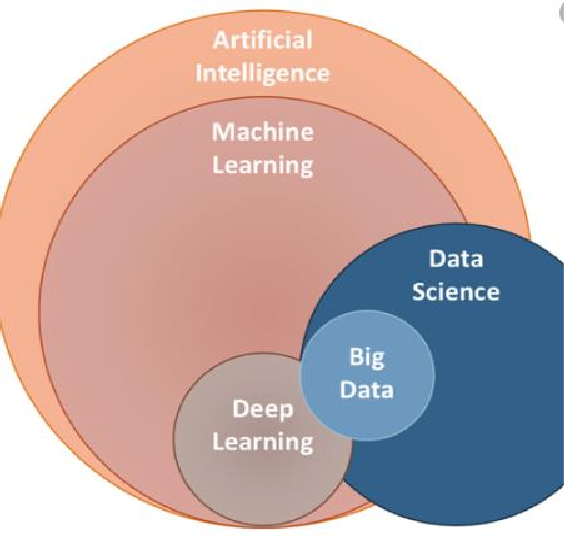 Artificial
Intelligence
Machine
Learning
Data
Science
Big
Data
Deep
Learning